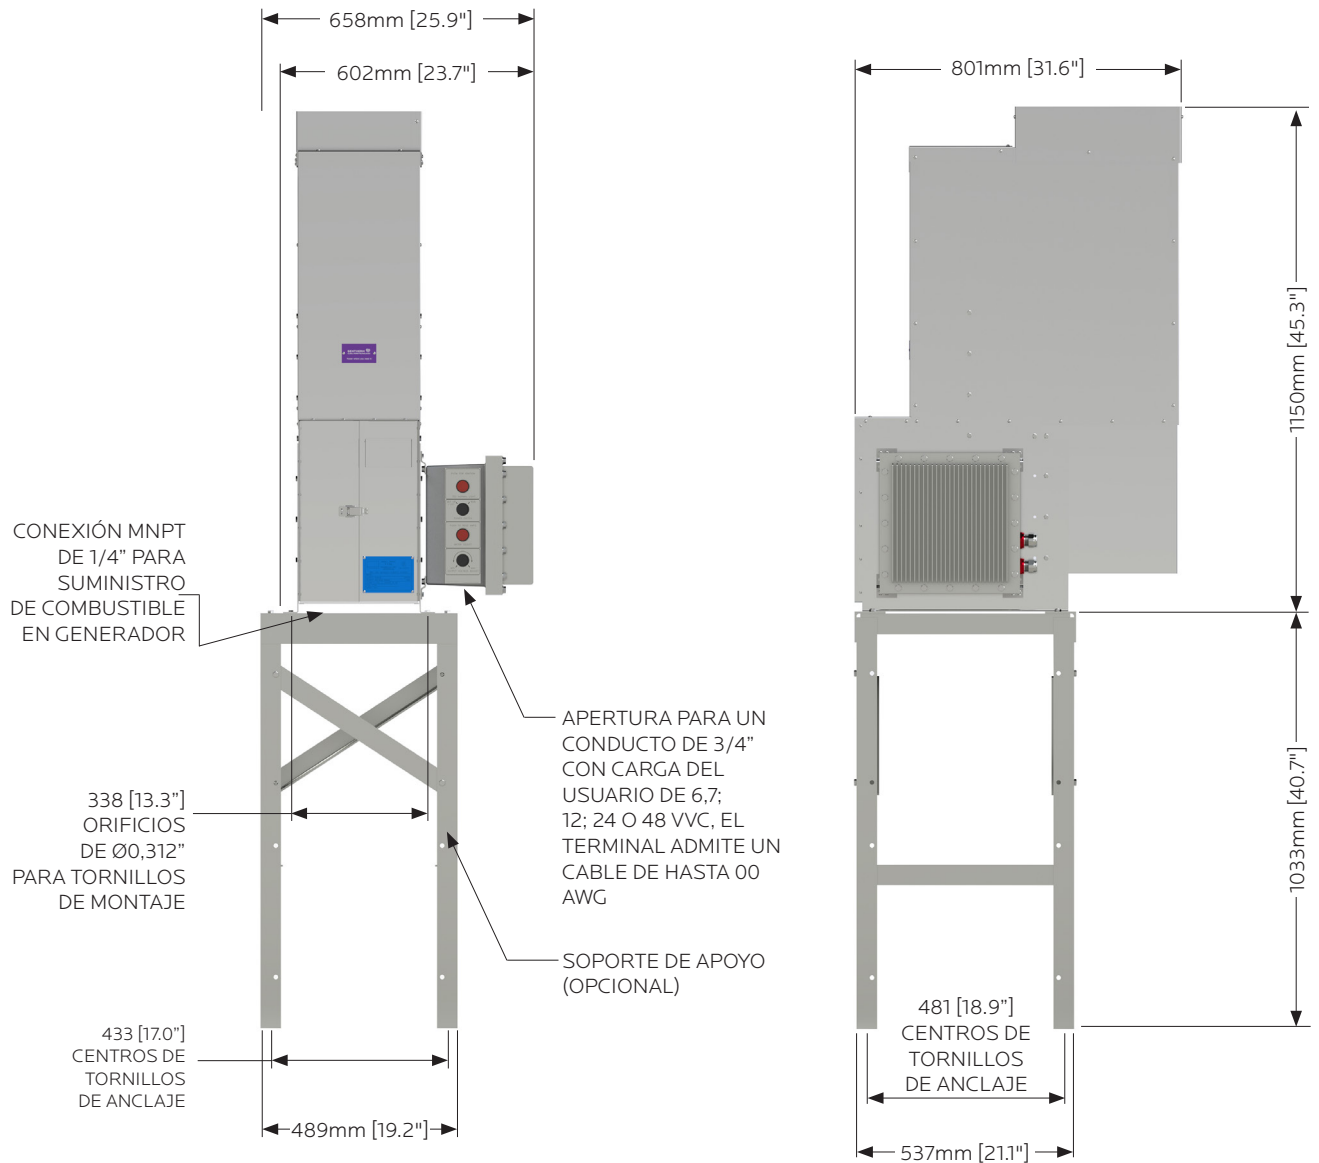 658mm [25.9"]
602mm [23.7"]
801mm [31.6"]
1150mm [45.3"]
CONEXIÓN MNPT
DE 1/4” PARA
SUMINISTRO
DE COMBUSTIBLE
EN GENERADOR
APERTURA PARA UN
CONDUCTO DE 3/4”
CON CARGA DEL
USUARIO DE 6,7;
12; 24 O 48 VVC, EL
TERMINAL ADMITE UN
CABLE DE HASTA 00
AWG
338 [13.3”]
ORIFICIOS
DE Ø0,312”
PARA TORNILLOS
DE MONTAJE
1033mm [40.7"]
SOPORTE DE APOYO
(OPCIONAL)
433 [17.0”]
CENTROS DE
TORNILLOS
DE ANCLAJE
481 [18.9”]
CENTROS DE
TORNILLOS
DE ANCLAJE
489mm [19.2"]
537mm [21.1"]